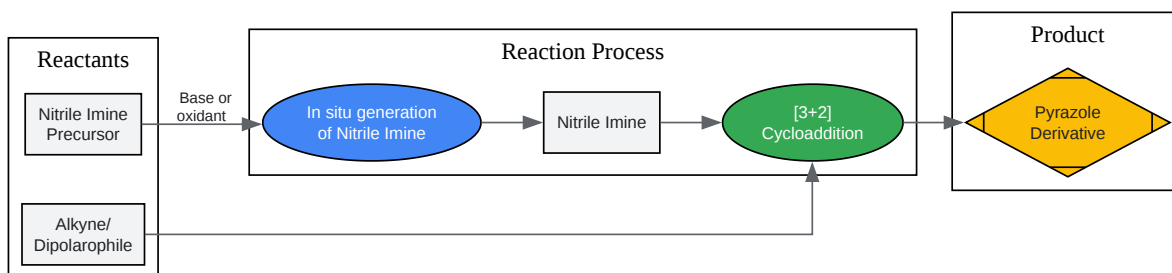 Reactants
Nitrile Imine
Precursor
Alkyne/
Dipolarophile
Base or
oxidant
Reaction Process
In situ generation
of Nitrile Imine
Nitrile Imine
[3+2]
Cycloaddition
Product
Pyrazole
Derivative